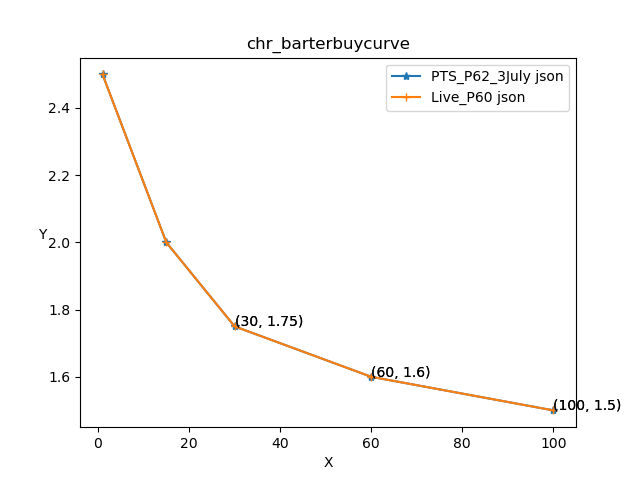 chr_barterbuycurve
PTS_P62_3July json
Live_P60 json
2.4
2.2
Y
2.0
1.8
1.6
(30, 1.75)
(60, 1.6)
(100, 1.5)
0 20 40 60 80 100
X